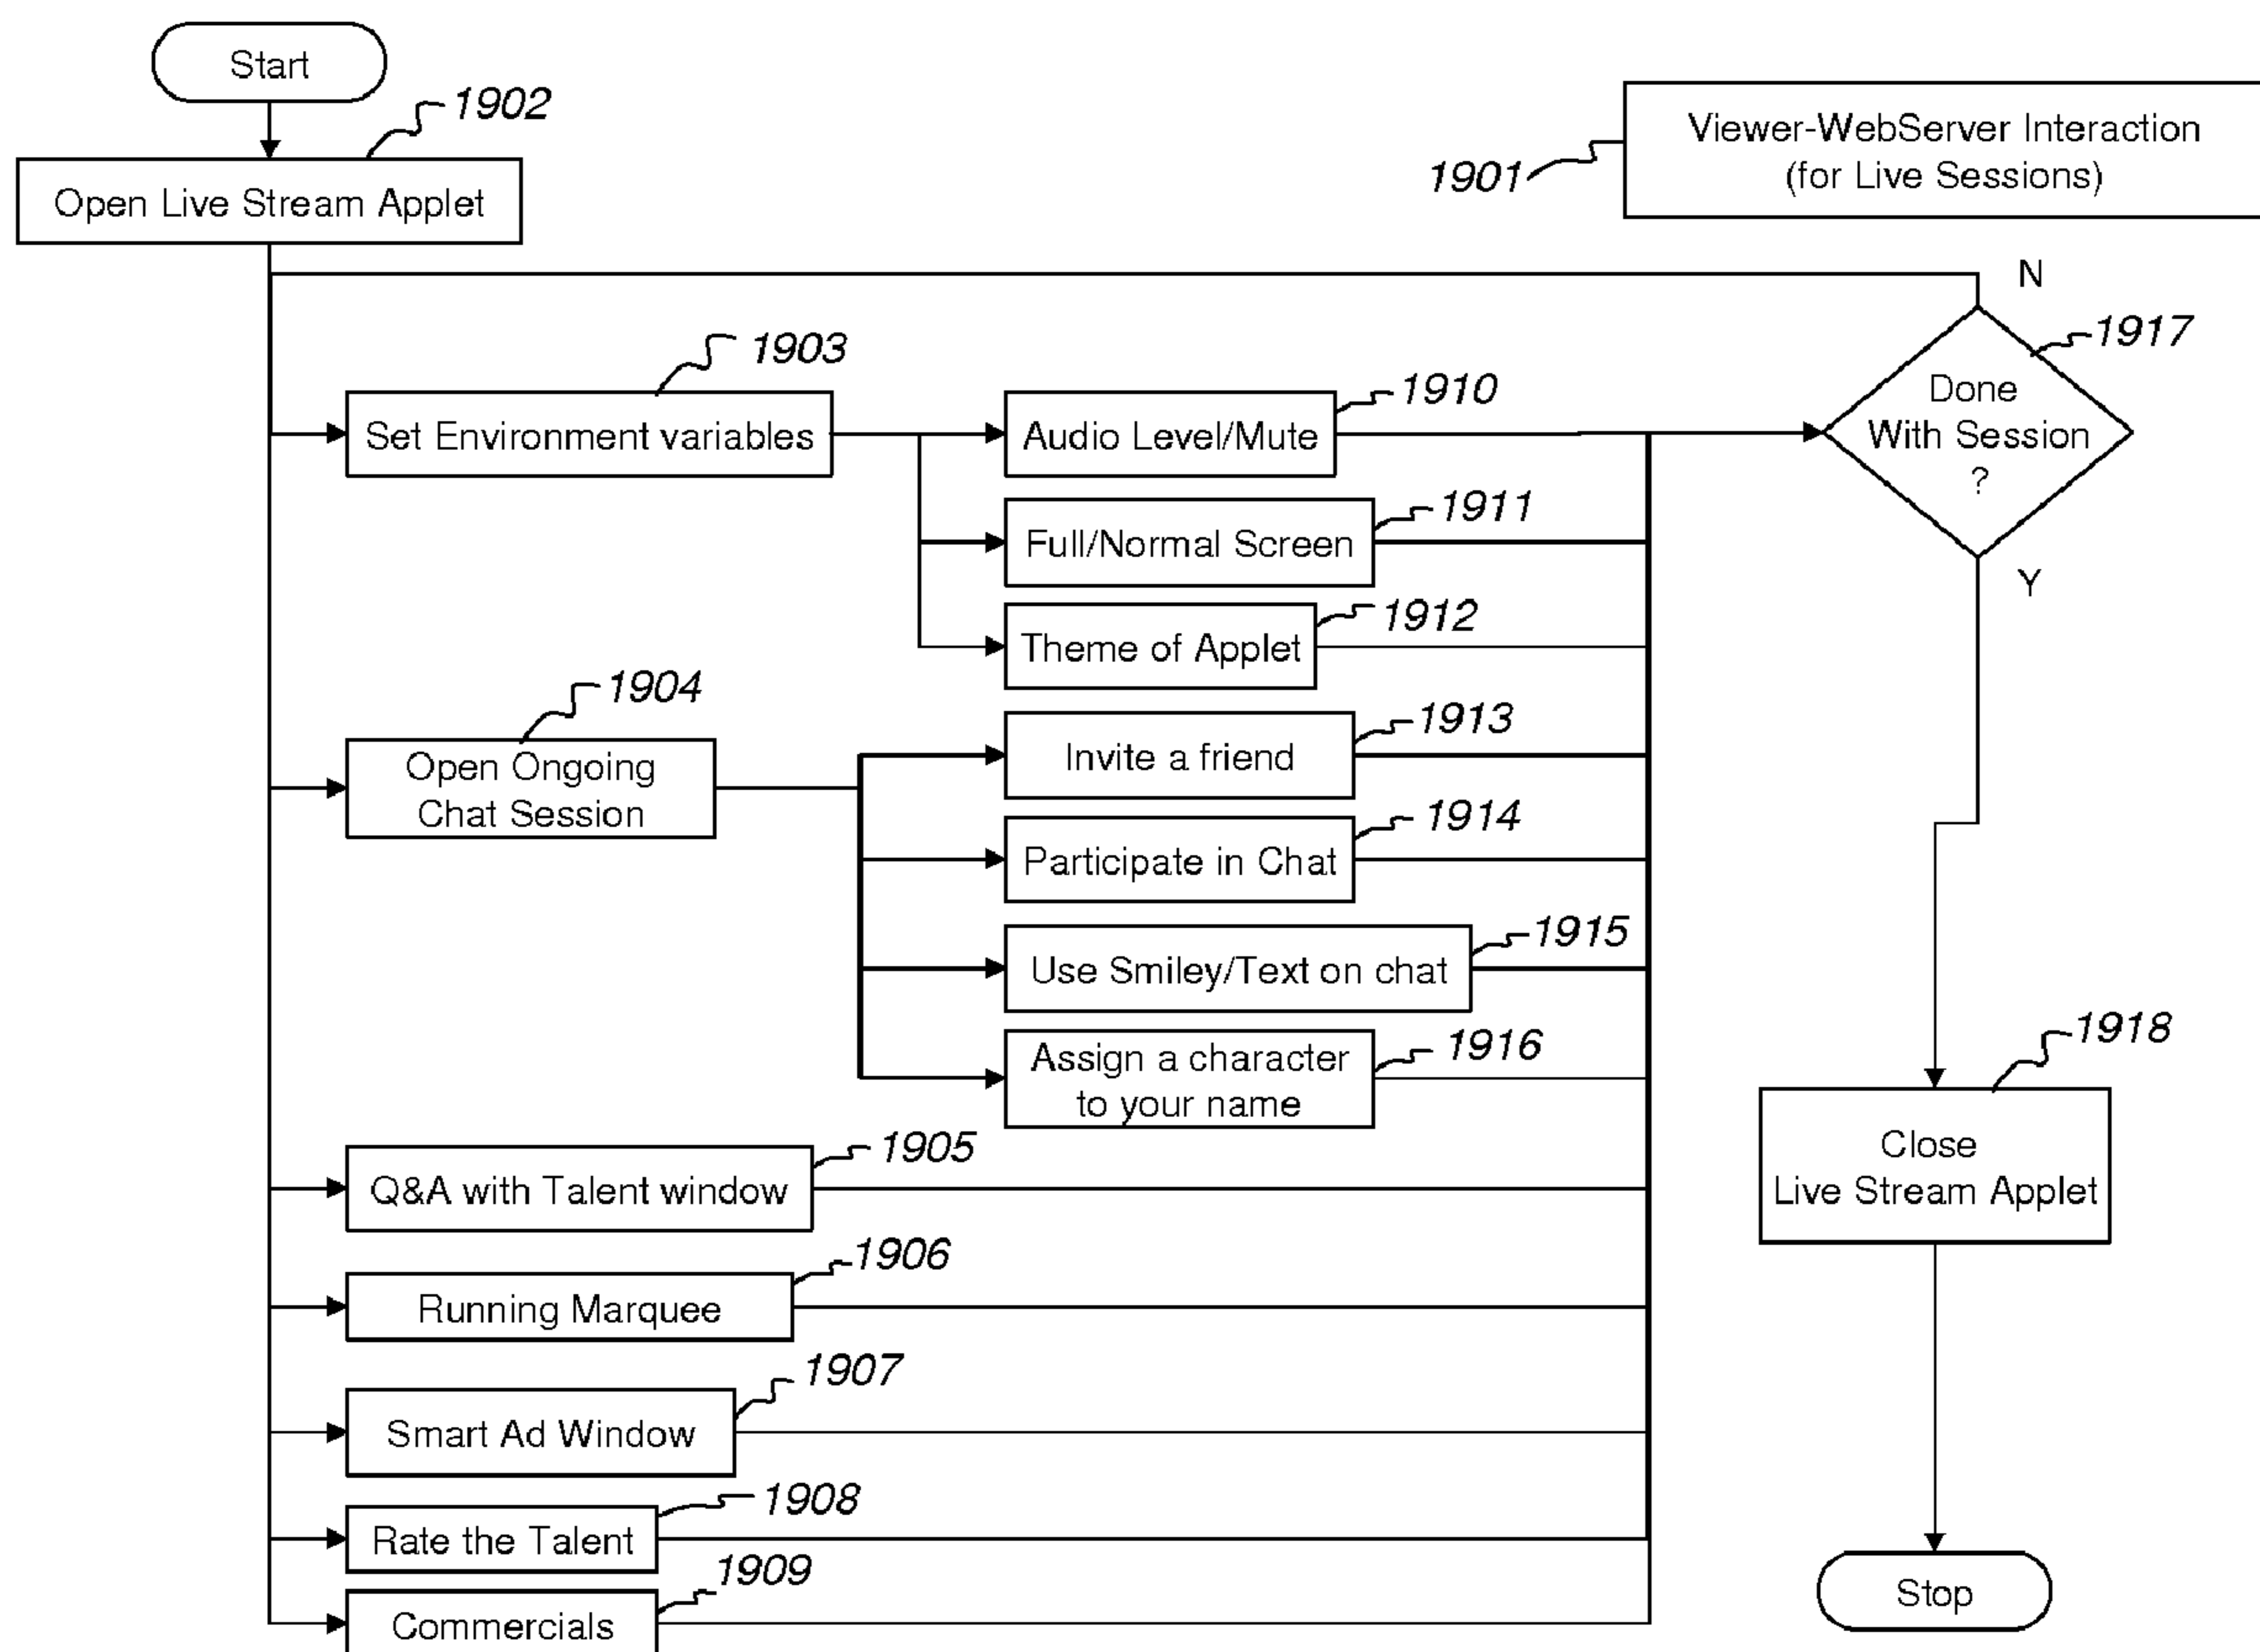 Start
1902
Open Live Stream Applet
Viewer-WebServer Interaction
(for Live Sessions)
1901
N
1917
Done
With Session
?
Y
1903
Set Environment variables
1910
Audio Level/Mute
1911
Full/Normal Screen
1912
Theme of Applet
1904
Open Ongoing
Chat Session
1913
Invite a friend
1914
Participate in Chat
1915
Use Smiley/Text on chat
1916
Assign a character
to your name
1905
Q&A with Talent window
1906
Running Marquee
1907
Smart Ad Window
1908
Rate the Talent
1909
Commercials
1918
Close
Live Stream Applet
Stop